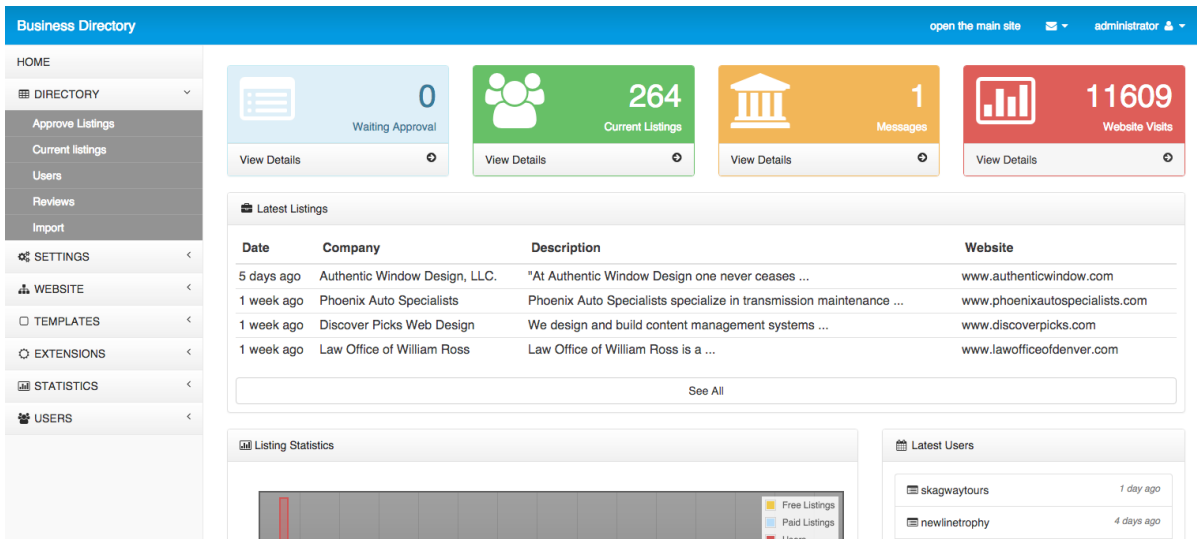 Business Directory
open the main site
administrator
HOME
DIRECTORY
Approve Listings
Current listings
Users
Reviews
Import
SETTINGS
WEBSITE
TEMPLATES
EXTENSIONS
STATISTICS
USERS
0
Waiting Approval
View Details
264
Current Listings
View Details
1
Messages
View Details
11609
Website Visits
View Details
Latest Listings
Date Company Description Website
5 days ago Authentic Window Design, LLC. "At Authentic Window Design one never ceases ... www.authenticwindow.com
1 week ago Phoenix Auto Specialists Phoenix Auto Specialists specialize in transmission maintenance ... www.phoenixautospecialists.com
1 week ago Discover Picks Web Design We design and build content management systems ... www.discoverpicks.com
1 week ago Law Office of William Ross Law Office of William Ross is a ... www.lawofficeofdenver.com
See All
Listing Statistics
Free Listings
Paid Listings
Users
Latest Users
skagwaytours 1 day ago
newlinetrophy 4 days ago